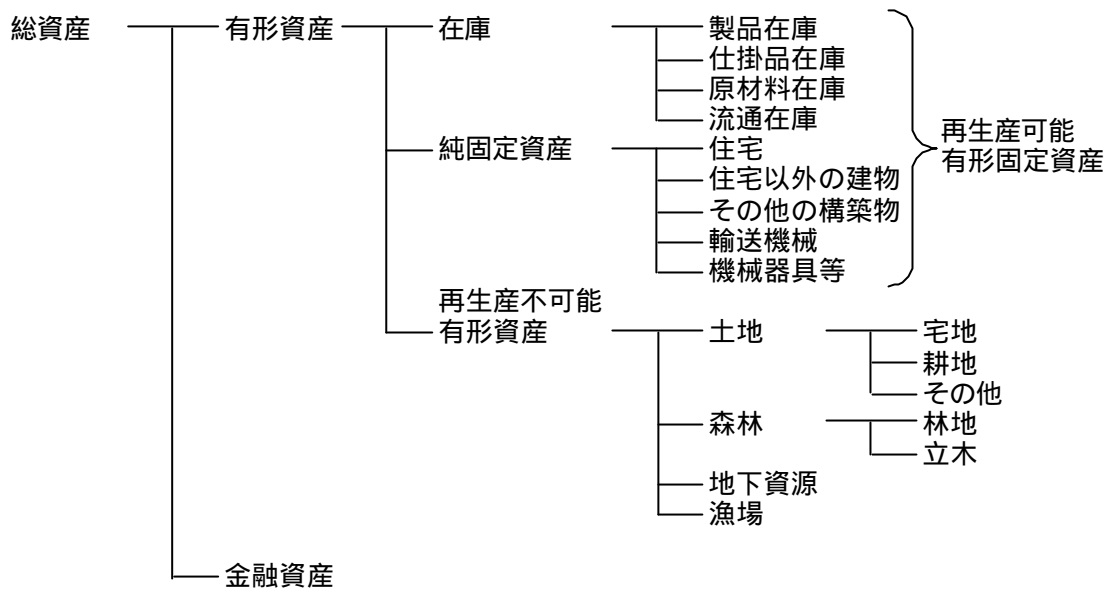 総資産
有形資産
在庫
製品在庫
仕掛品在庫
原材料在庫
流通在庫
純固定資産
住宅
住宅以外の建物
その他の構築物
輸送機械
機械器具等
再生産可能
有形固定資産
再生産不可能
有形資産
土地
宅地
耕地
その他
森林
林地
立木
地下資源
漁場
金融資産